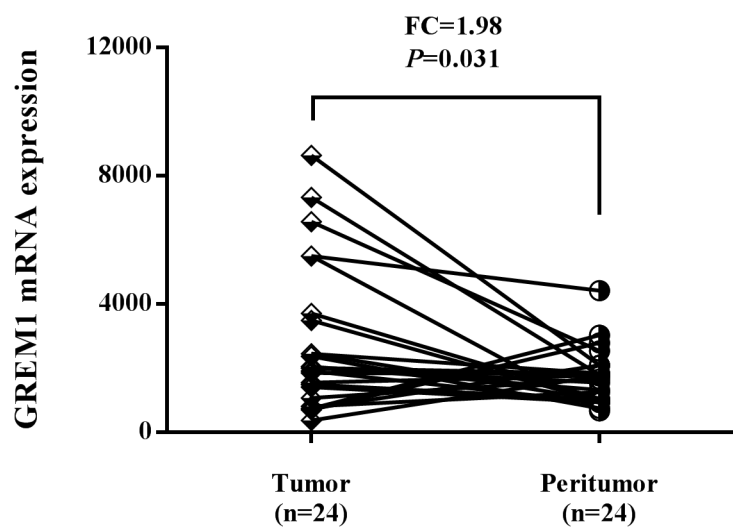 FC=1.98
P=0.031
GREM1 mRNA expression
12000
8000
4000
0
Tumor
(n=24)
Peritumor
(n=24)